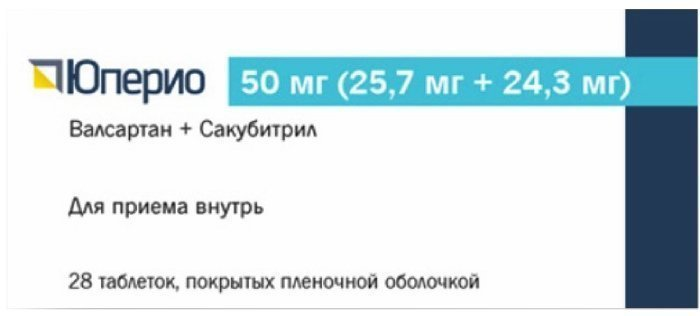 Юперио 50 мг (25,7 мг + 24,3 мг)
Валсартан + Сакубитрил
Для приема внутрь
28 таблеток, покрытых пленочной оболочкой